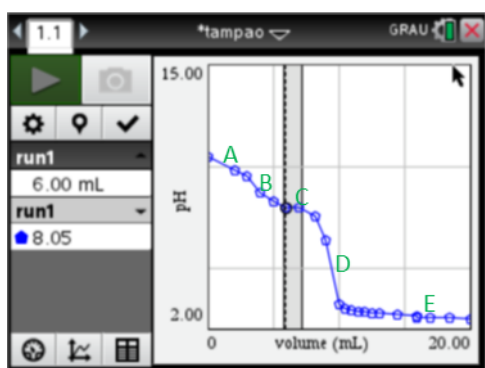 1.1 *tampao GRAU
15.00
A
run1
B
6.00 mL
pH
C
run1
8.05
D
2.00
E
0 volume (mL) 20.00